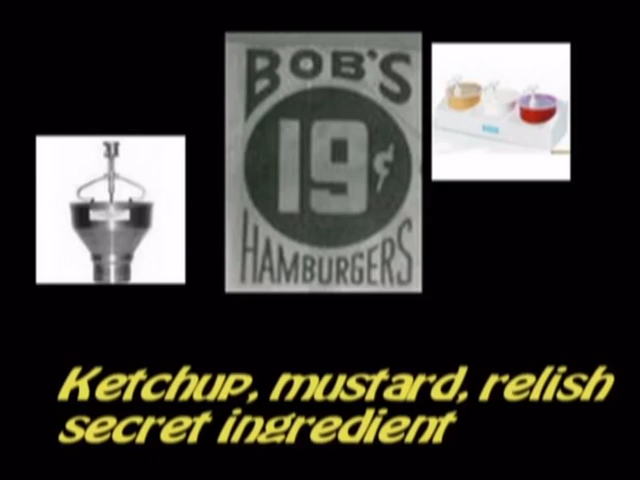 BOB'S
19¢
HAMBURGERS
Ketchup, mustard, relish
secret ingredient